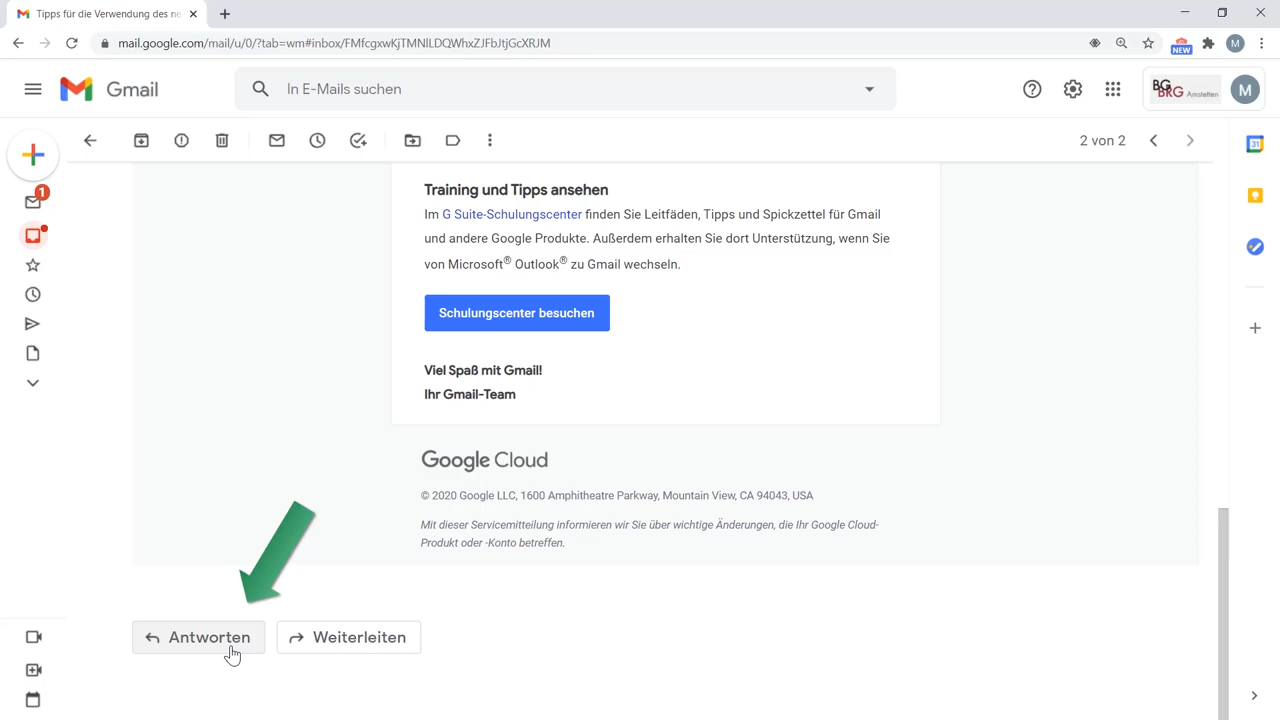 Tipps für die Verwendung des ne
mail.google.com/mail/u/0/?tab=wm#inbox/FMfcgxwKjTMNlLDQWhxZJFbJtjGcXRJM
NEW
M
Gmail
In E-Mails suchen
BG
BRG Amstetten
M
1
2 von 2
31
Training und Tipps ansehen
Im G Suite-Schulungscenter finden Sie Leitfäden, Tipps und Spickzettel für Gmail
und andere Google Produkte. Außerdem erhalten Sie dort Unterstützung, wenn Sie
von Microsoft® Outlook® zu Gmail wechseln.
Schulungscenter besuchen
Viel Spaß mit Gmail!
Ihr Gmail-Team
Google Cloud
© 2020 Google LLC, 1600 Amphitheatre Parkway, Mountain View, CA 94043, USA
Mit dieser Servicemitteilung informieren wir Sie über wichtige Änderungen, die Ihr Google Cloud-
Produkt oder -Konto betreffen.
Antworten
Weiterleiten